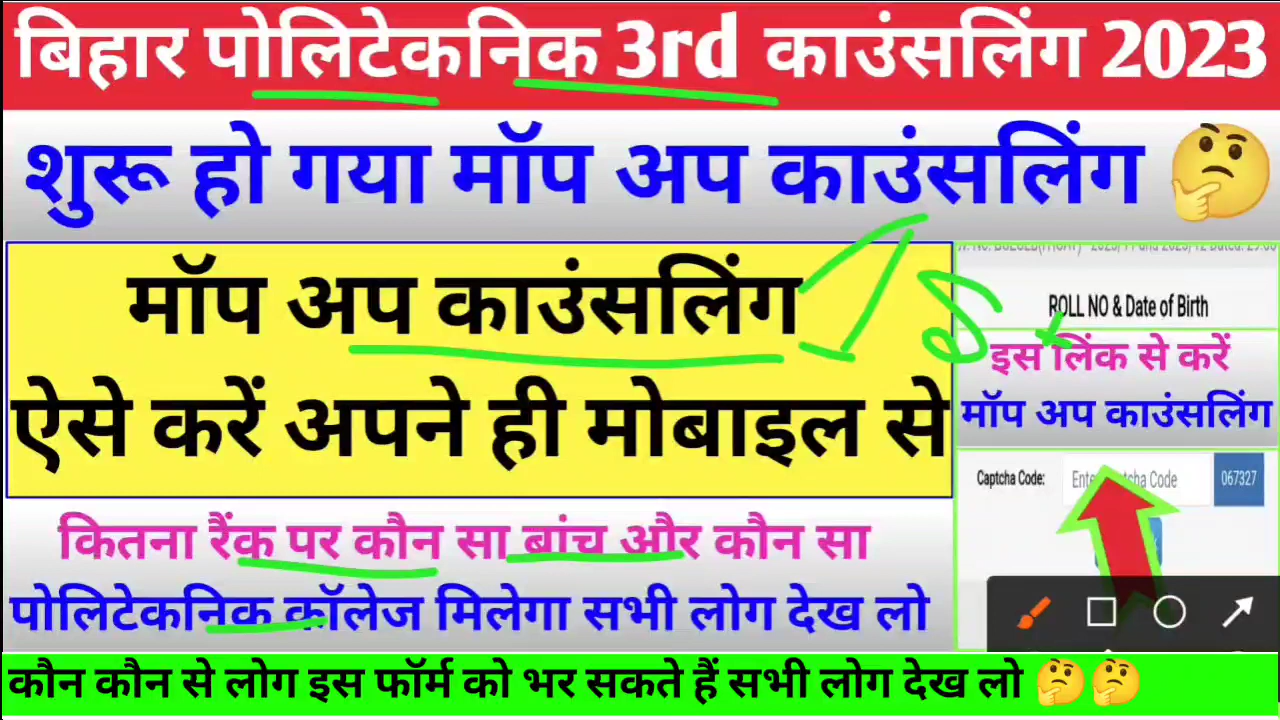 बिहार पोलिटेकनिक 3rd काउंसलिंग 2023
शुरू हो गया मॉप अप काउंसलिंग
मॉप अप काउंसलिंग
ऐसे करें अपने ही मोबाइल से
ROLL NO & Date of Birth
इस लिंक से करें
मॉप अप काउंसलिंग
Captcha Code: Code 067327
कितना रैंक पर कौन सा बांच और कौन सा
पोलिटेकनिक कॉलेज मिलेगा सभी लोग देख लो
कौन कौन से लोग इस फॉर्म को भर सकते हैं सभी लोग देख लो